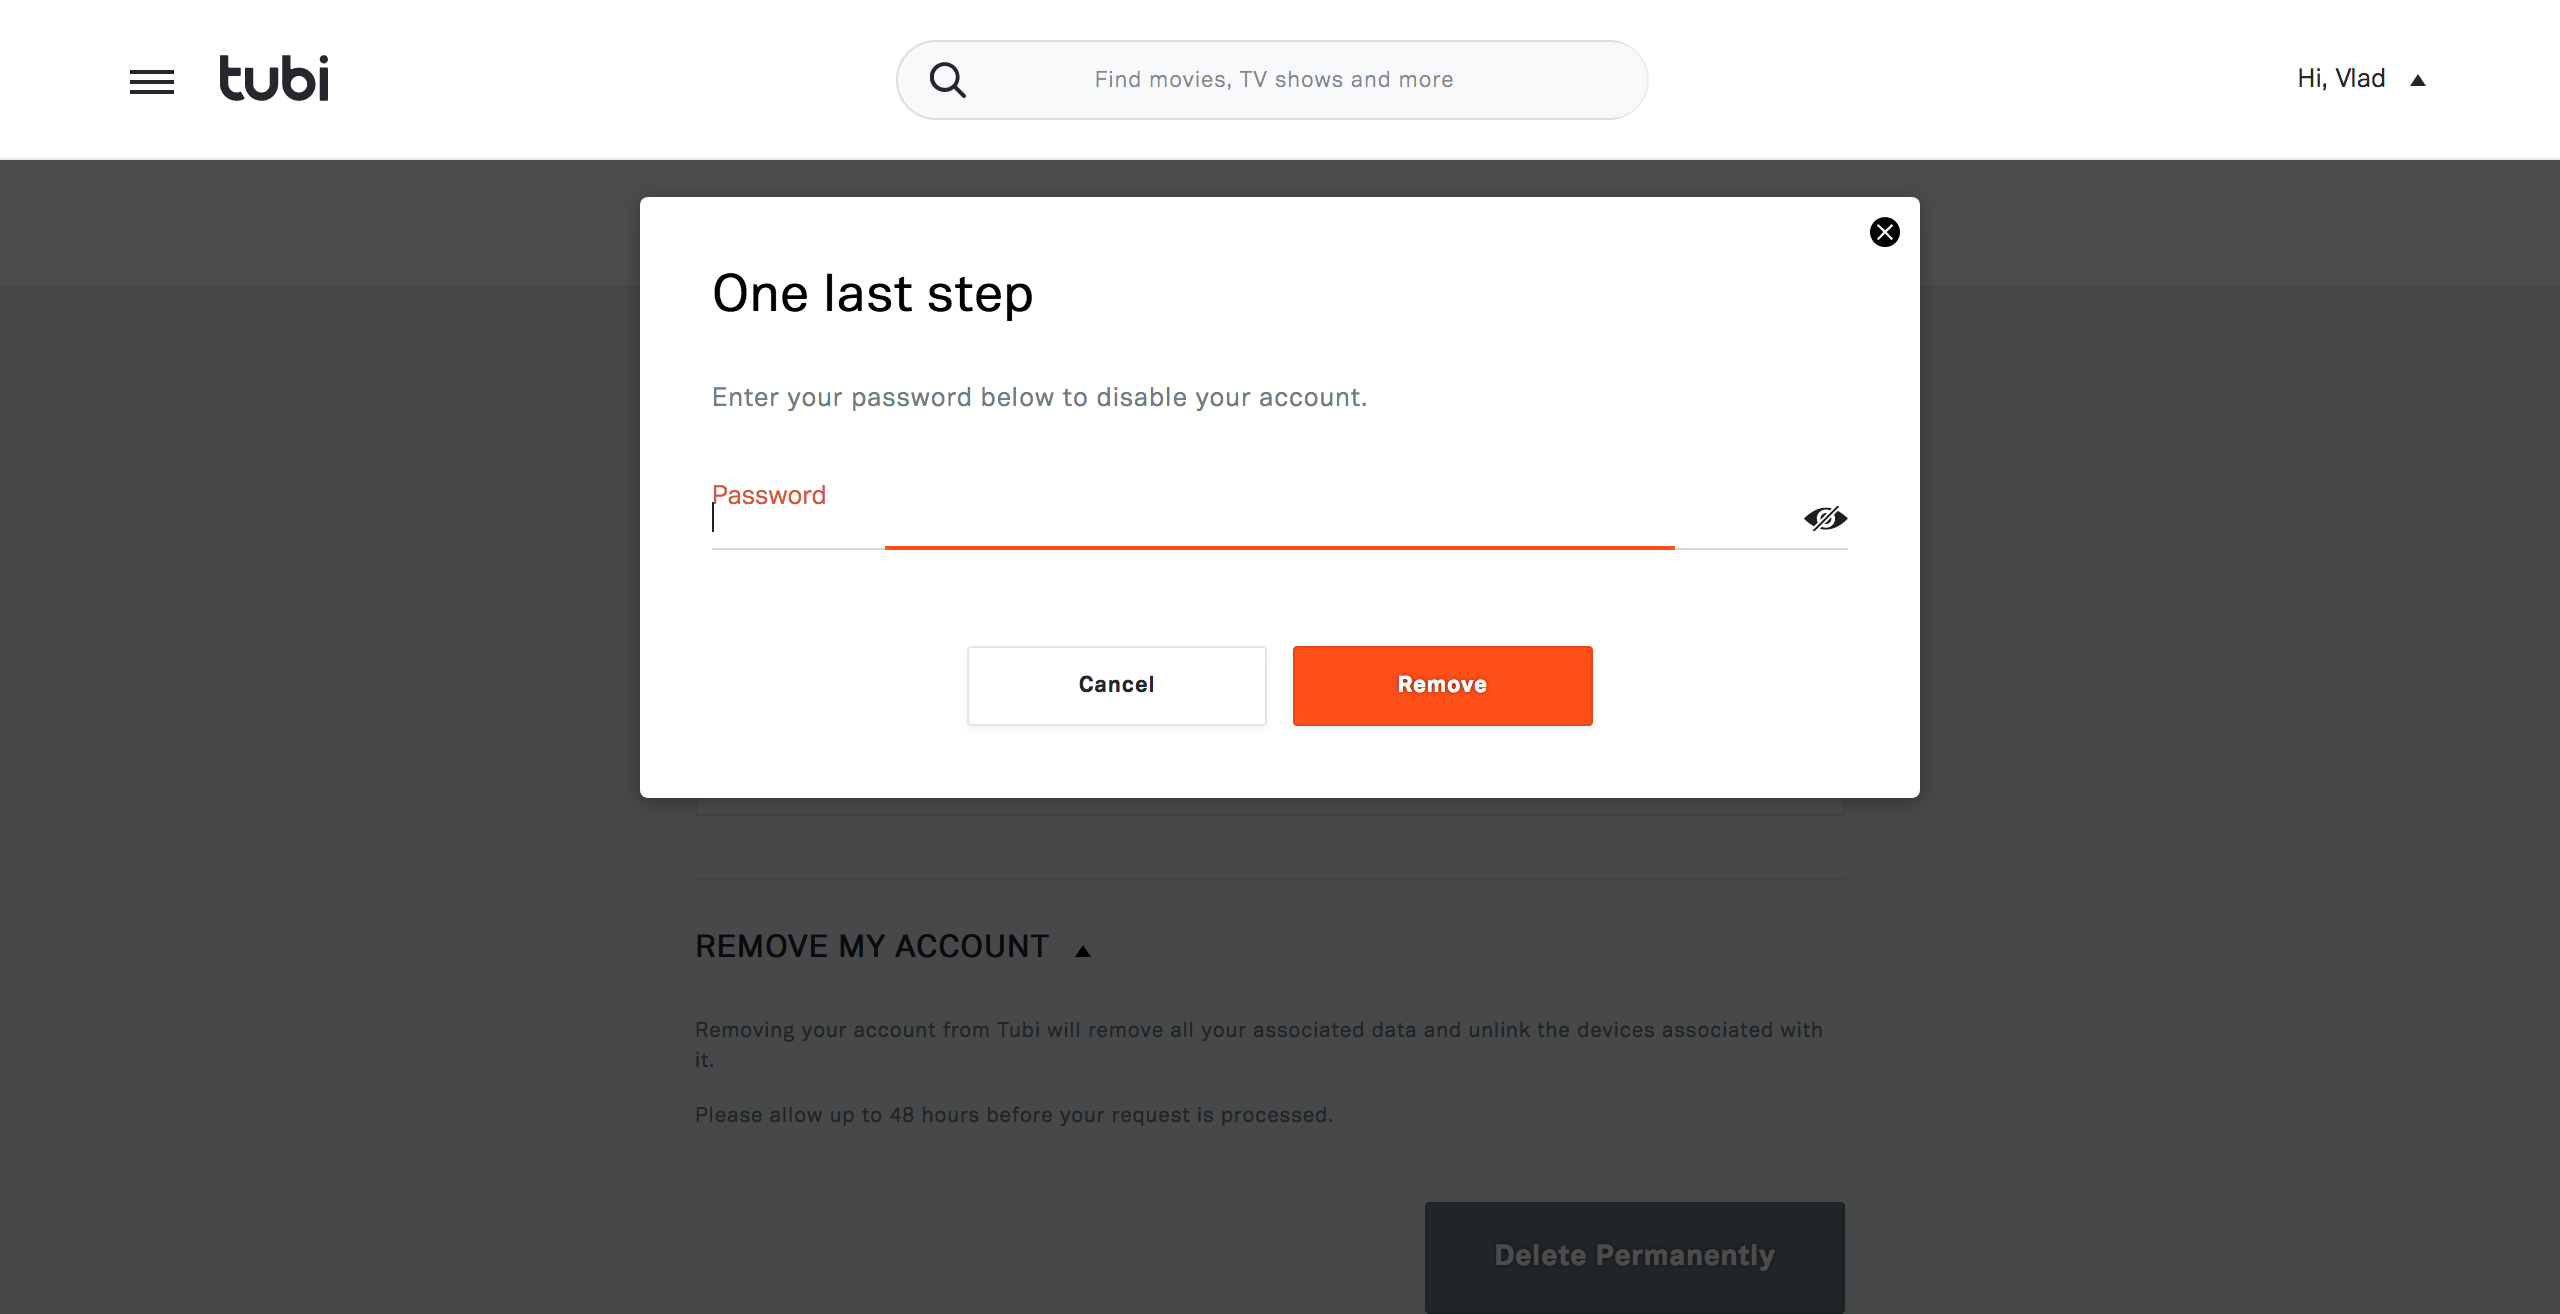 tubi
Find movies, TV shows and more
Hi, Vlad
One last step
Enter your password below to disable your account.
Password
Cancel
Remove
REMOVE MY ACCOUNT
Removing your account from Tubi will remove all your associated data and unlink the devices associated with
it.
Please allow up to 48 hours before your request is processed.
Delete Permanently